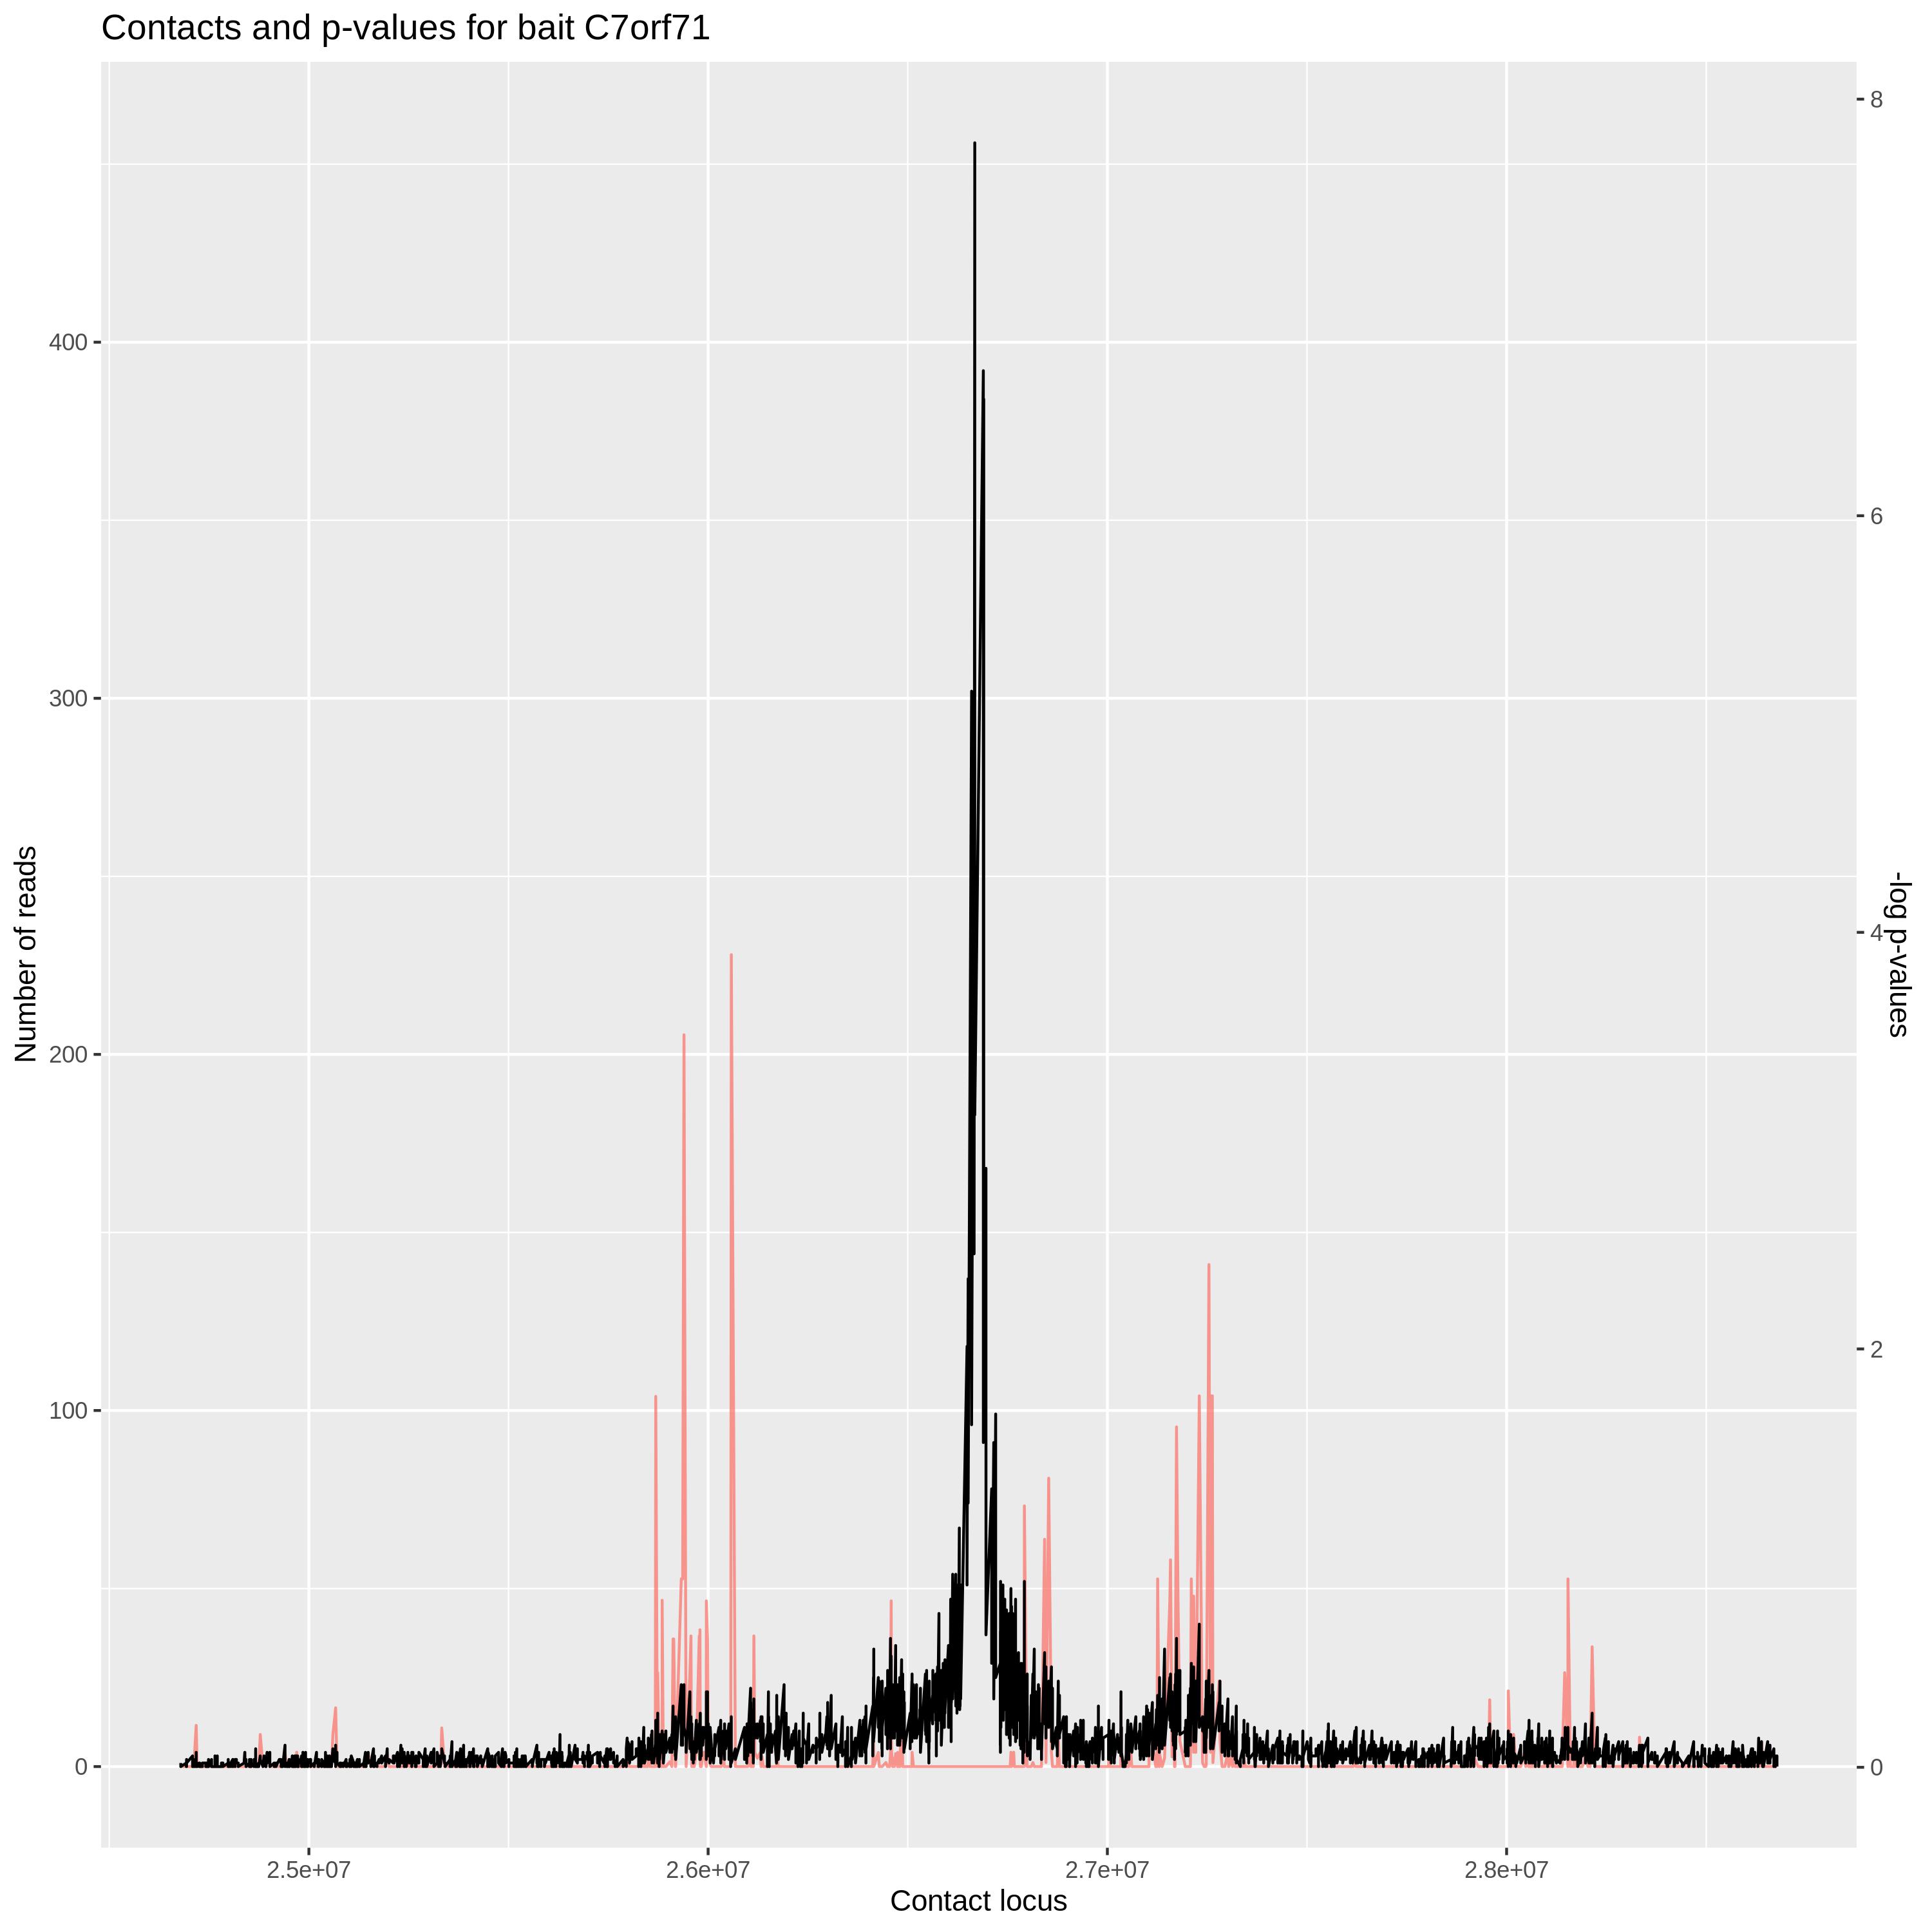 Contacts and p-values for bait C7orf71
Number of reads
400
300
200
100
0
8
6
4
2
0
-log p-values
2.5e+07 2.6e+07 2.7e+07 2.8e+07
Contact locus